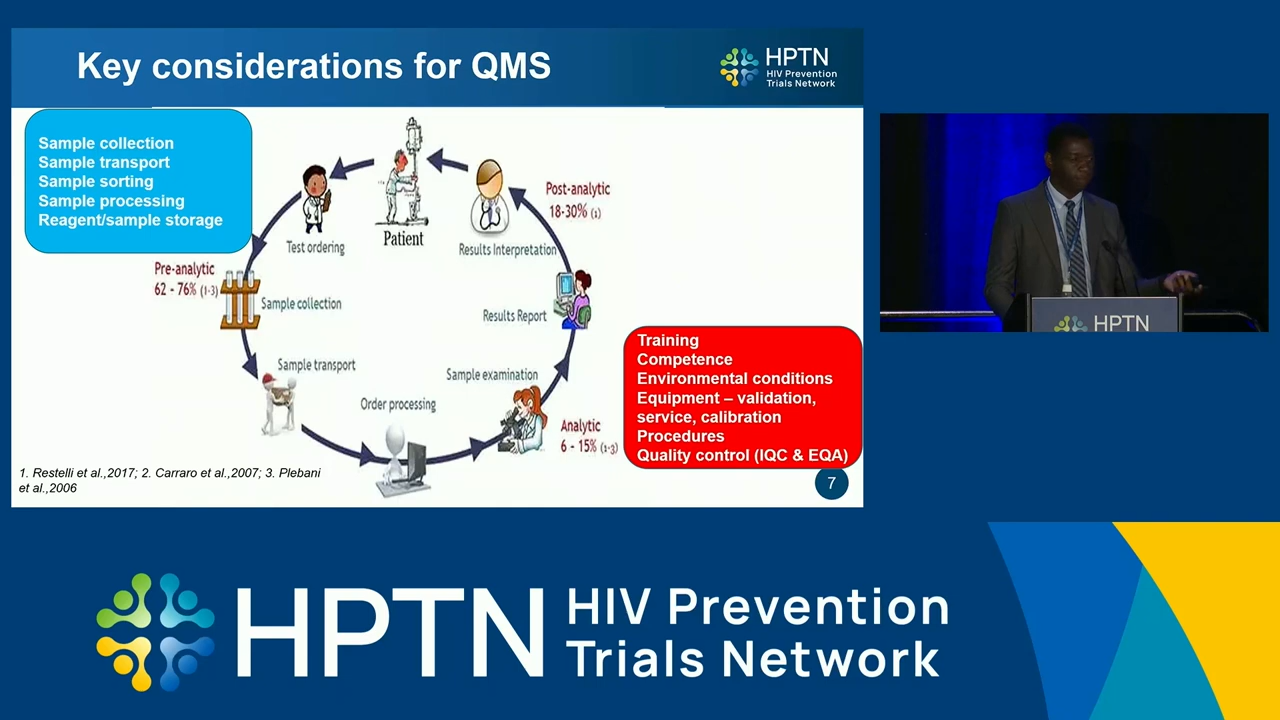 Key considerations for QMS
HPTN
HIV Prevention
Trials Network
Sample collection
Sample transport
Sample sorting
Sample processing
Reagent/sample storage
Test ordering
Patient
Results Interpretation
Post-analytic
18-30% (1)
Pre-analytic
62 - 76% (1-3)
Sample collection
Results Report
Sample transport
Sample examination
Order processing
Analytic
6 - 15% (1-3)
Training
Competence
Environmental conditions
Equipment – validation,
service, calibration
Procedures
Quality control (IQC & EQA)
1. Restelli et al.,2017; 2. Carraro et al.,2007; 3. Plebani
et al.,2006
7
HPTN
HPTN
HIV Prevention
Trials Network